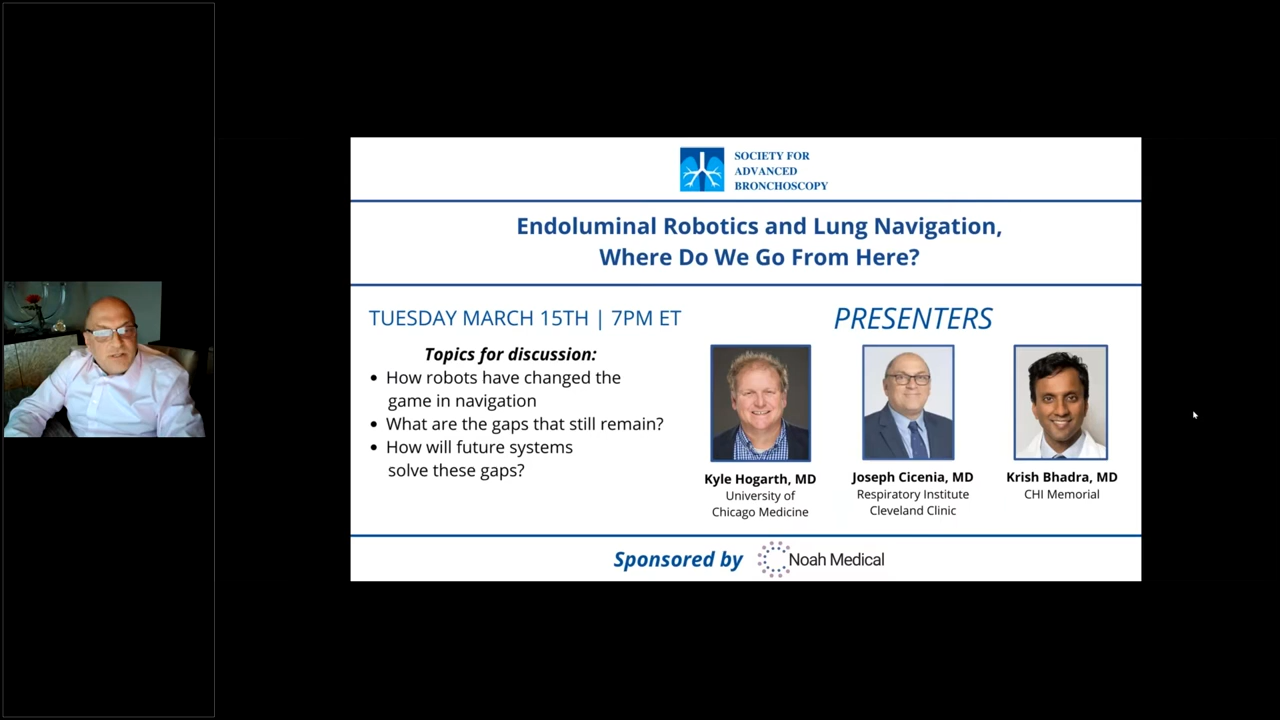 SOCIETY FOR
ADVANCED
BRONCHOSCOPY
Endoluminal Robotics and Lung Navigation,
Where Do We Go From Here?
TUESDAY MARCH 15TH | 7PM ET
Topics for discussion:
• How robots have changed the
game in navigation
• What are the gaps that still remain?
• How will future systems
solve these gaps?
PRESENTERS
Kyle Hogarth, MD
University of
Chicago Medicine
Joseph Cicenia, MD
Respiratory Institute
Cleveland Clinic
Krish Bhadra, MD
CHI Memorial
Sponsored by Noah Medical